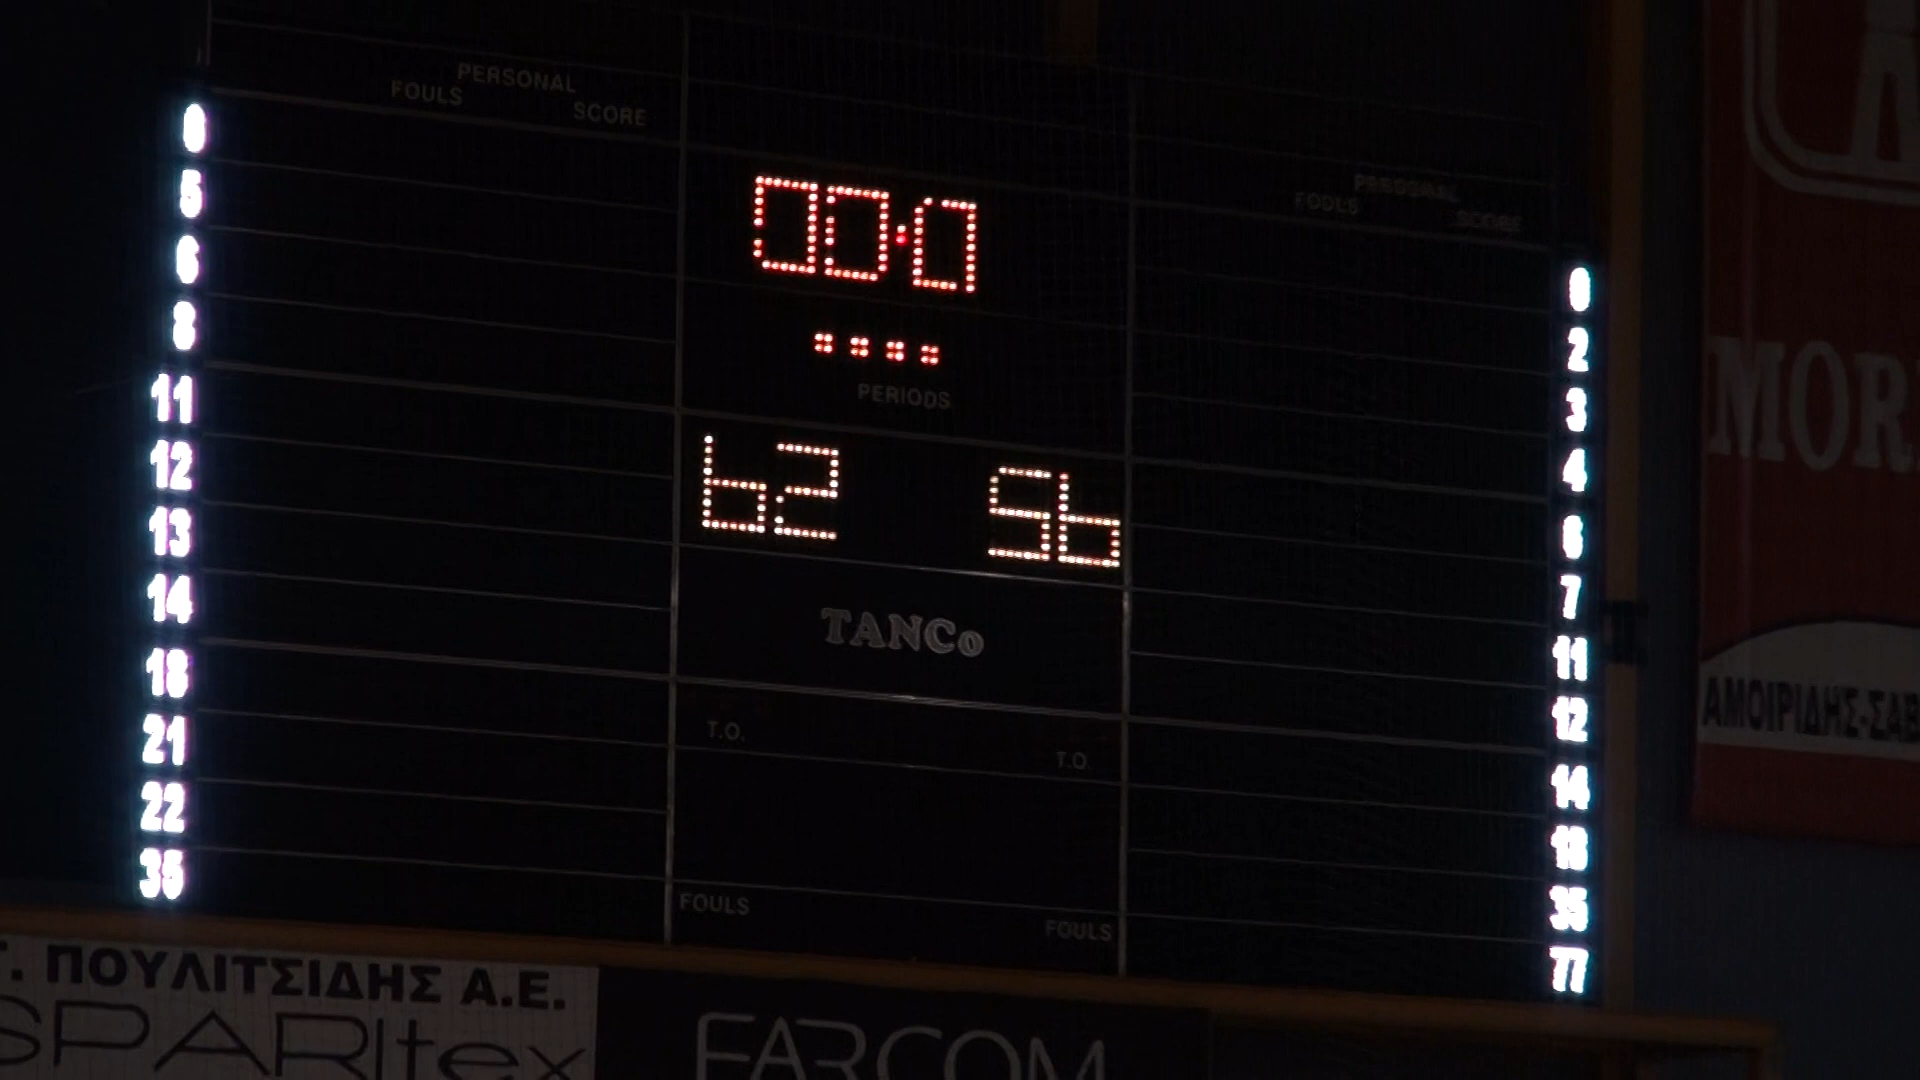 PERSONAL
FOULS SCORE
PERSONAL
FOULS SCORE
00:0
PERIODS
62 56
TANCo
T.O. T.O.
FOULS FOULS
0
5
6
8
11
12
13
14
18
21
22
35
0
2
3
4
6
7
11
12
14
18
35
77
Γ. ΠΟΥΛΙΤΣΙΔΗΣ Α.Ε.
SPARItex
FARCOM
MOR
ΑΜΟΙΡΙΔΗΣ-ΣΑΒ